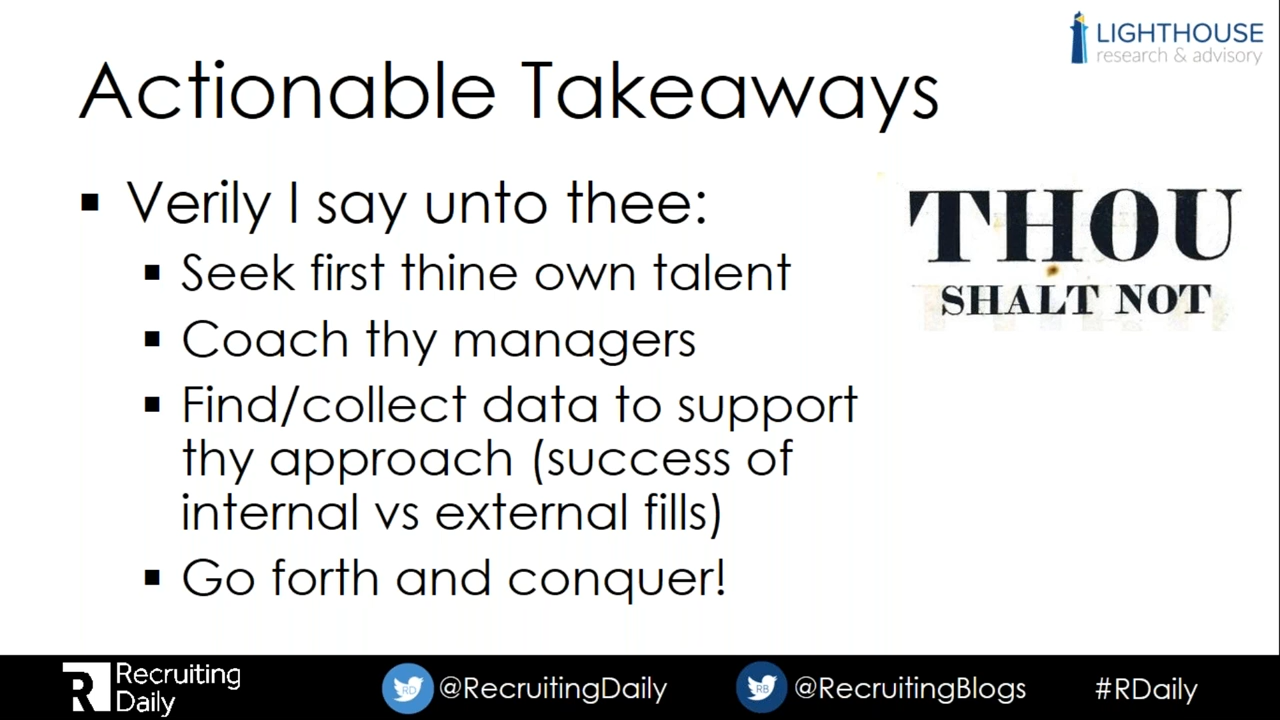 LIGHTHOUSE
research & advisory
Actionable Takeaways
Verily I say unto thee:
Seek first thine own talent
Coach thy managers
Find/collect data to support
thy approach (success of
internal vs external fills)
Go forth and conquer!
THOU
SHALT NOT
R
Recruiting
Daily
RD
@RecruitingDaily
RB
@RecruitingBlogs
#RDaily